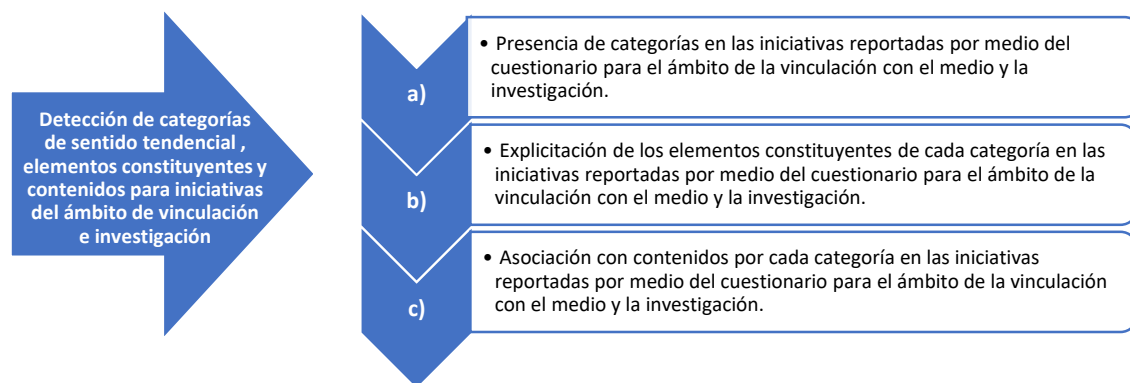 Detección de categorías
de sentido tendencial ,
elementos constituyentes y
contenidos para iniciativas
del ámbito de vinculación
e investigación
a)
• Presencia de categorías en las iniciativas reportadas por medio del
cuestionario para el ámbito de la vinculación con el medio y la
investigación.
b)
• Explicitación de los elementos constituyentes de cada categoría en las
iniciativas reportadas por medio del cuestionario para el ámbito de la
vinculación con el medio y la investigación.
c)
• Asociación con contenidos por cada categoría en las iniciativas
reportadas por medio del cuestionario para el ámbito de la vinculación
con el medio y la investigación.